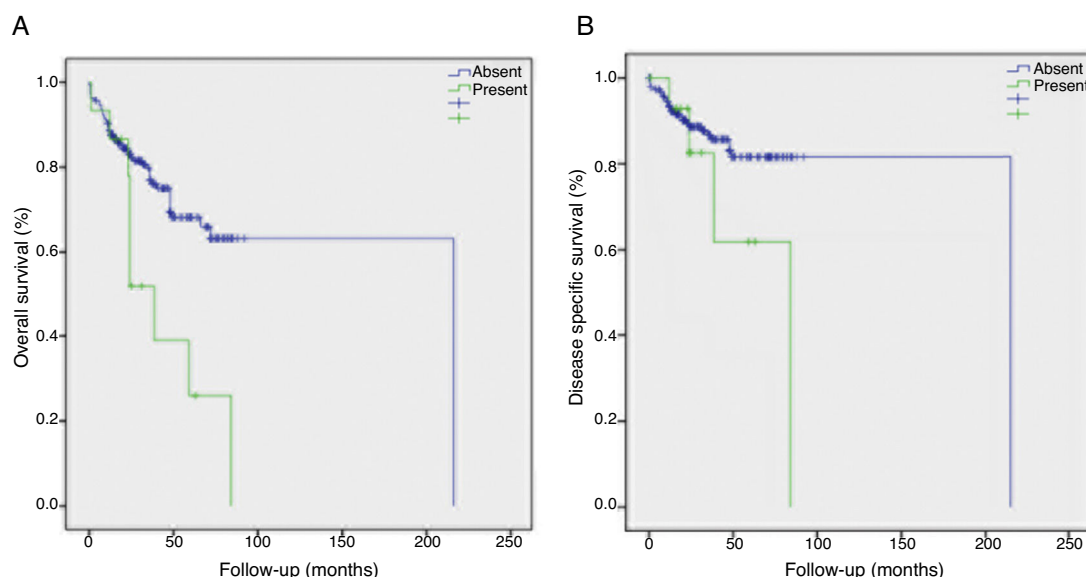 A
Overall survival (%)
1.0
0.8
0.6
0.4
0.2
0.0
Absent
Present
0 50 100 150 200 250
Follow-up (months)
B
Disease specific survival (%)
1.0
0.8
0.6
0.4
0.2
0.0
Absent
Present
0 50 100 150 200 250
Follow-up (months)